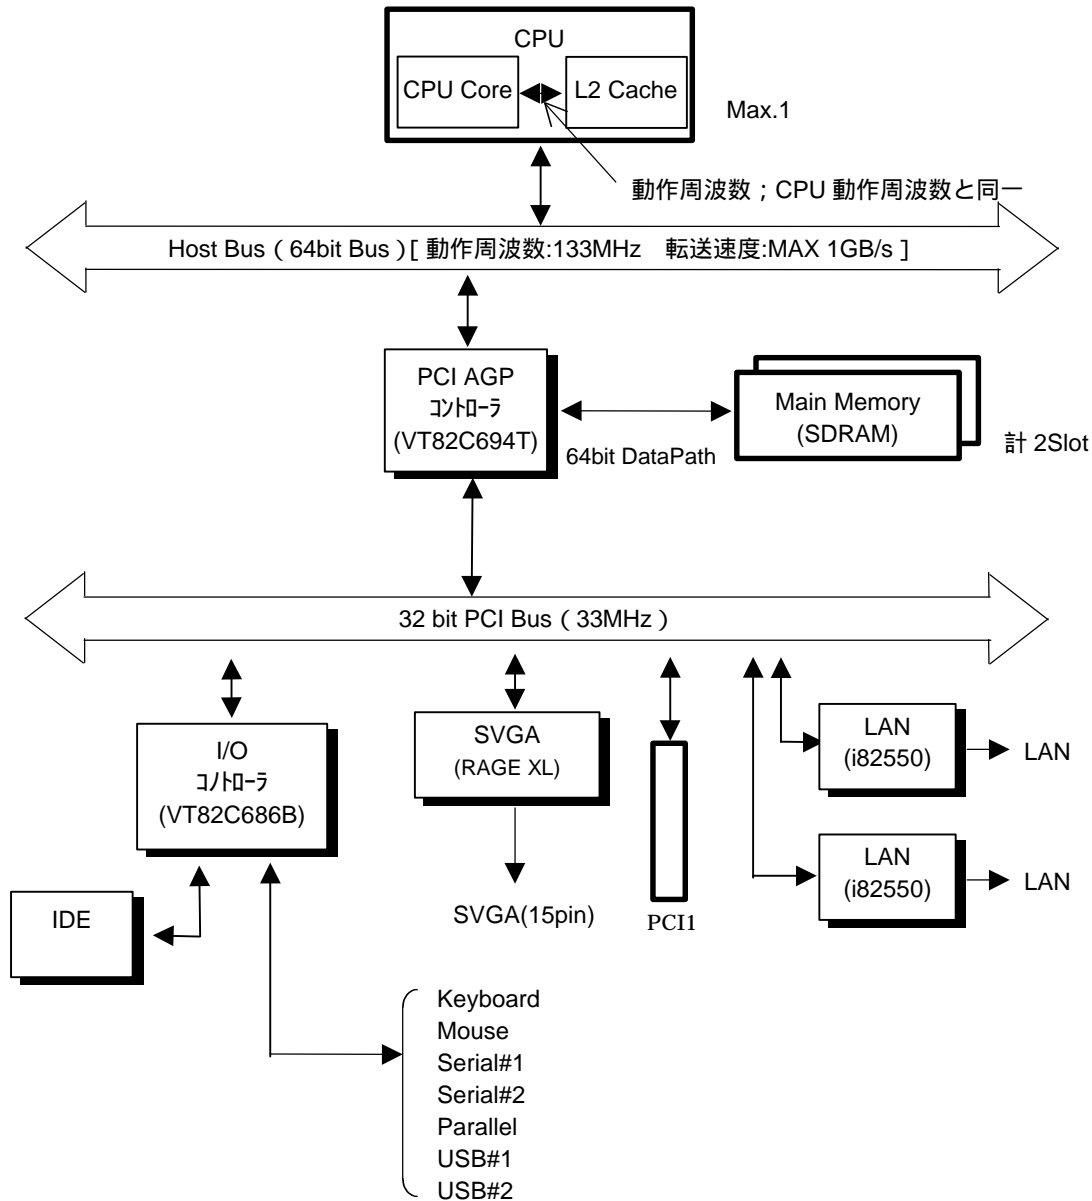 CPU
CPU Core
L2 Cache
Max.1
動作周波数；CPU 動作周波数と同一
Host Bus（64bit Bus）[ 動作周波数:133MHz　転送速度:MAX 1GB/s ]
PCI AGP
ｺﾝﾄﾛｰﾗ
(VT82C694T)
64bit DataPath
Main Memory
(SDRAM)
計 2Slot
32 bit PCI Bus（33MHz）
I/O
ｺﾉﾄﾛｰﾗ
(VT82C686B)
SVGA
(RAGE XL)
LAN
(i82550)
LAN
LAN
(i82550)
LAN
IDE
SVGA(15pin)
PCI1
Keyboard
Mouse
Serial#1
Serial#2
Parallel
USB#1
USB#2